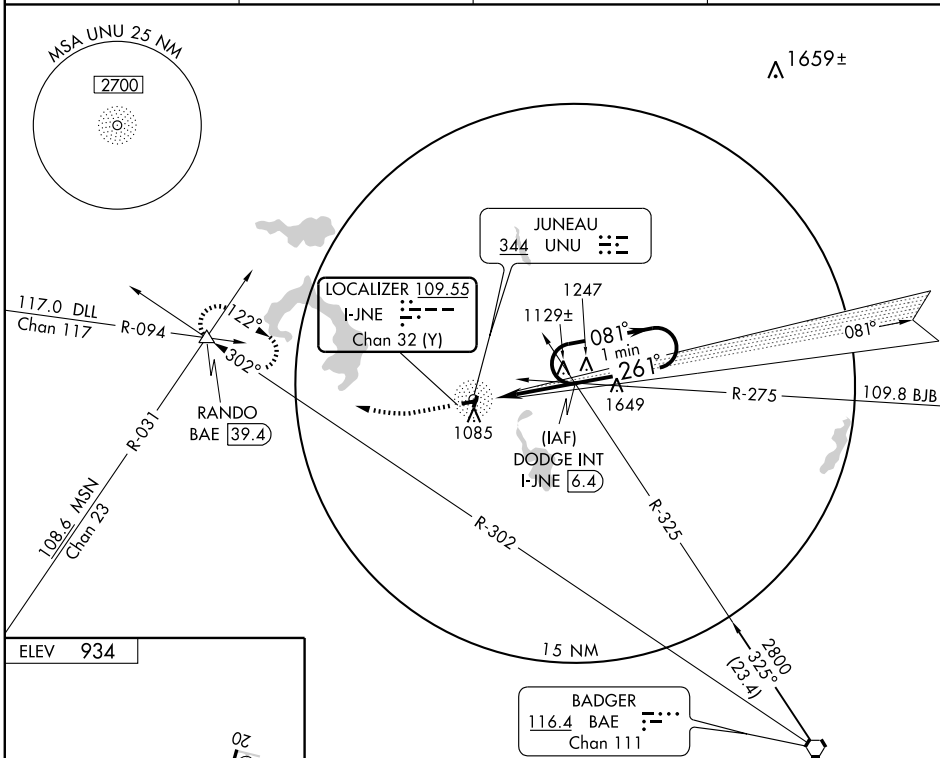 MSA UNU 25 NM
2700
1659±
JUNEAU
344 UNU
LOCALIZER 109.55
I-JNE
Chan 32 (Y)
1247
1129±
081°
1 min
261°
081°
117.0 DLL
Chan 117
R-094
122°
302°
RANDO
BAE 39.4
1085
1649
R-275
109.8 BJB
(IAF)
DODGE INT
I-JNE 6.4
R-031
108.6 MSN
Chan 23
R-302
R-325
ELEV 934
15 NM
2800
325°
(23.4)
BADGER
116.4 BAE
Chan 111
20